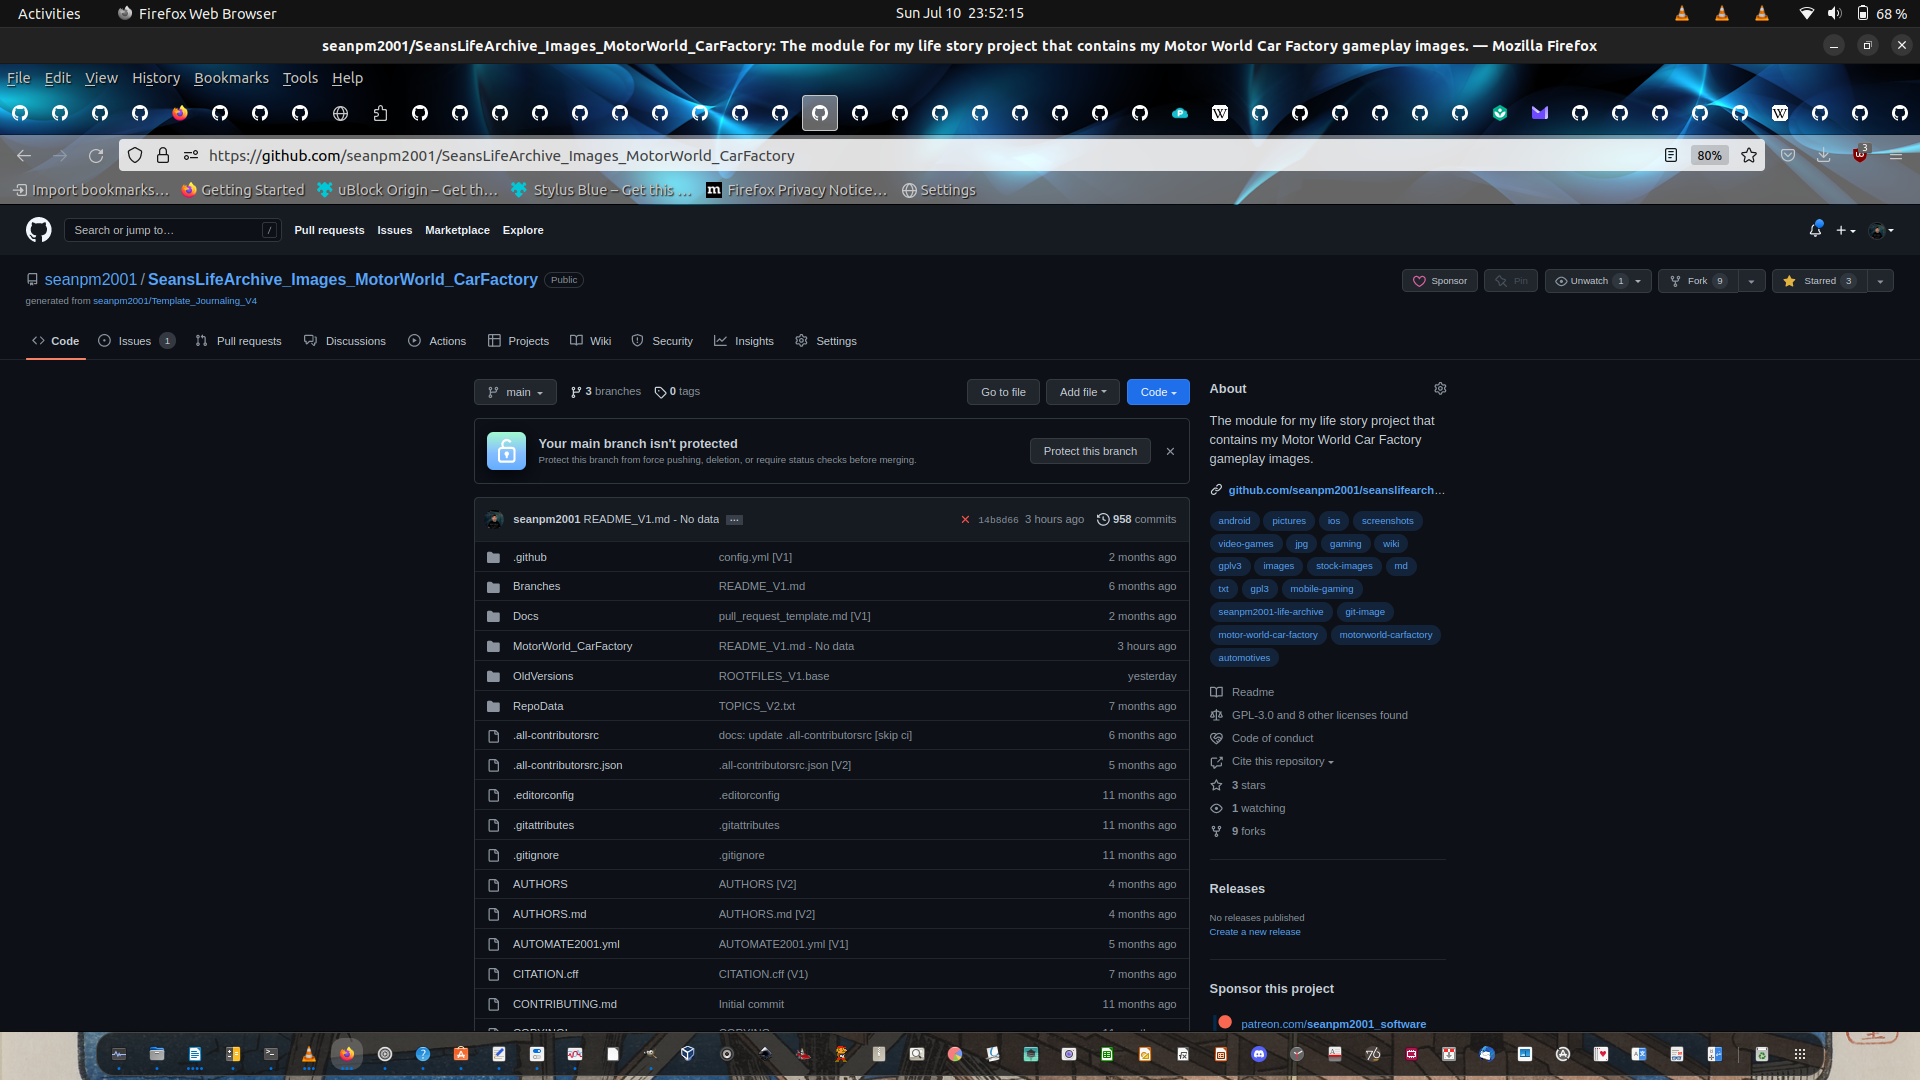 Activities
Firefox Web Browser
Sun Jul 10 23:52:15
68 %
seanpm2001/SeansLifeArchive_Images_MotorWorld_CarFactory: The module for my life story project that contains my Motor World Car Factory gameplay images. — Mozilla Firefox
File Edit View History Bookmarks Tools Help
https://github.com/seanpm2001/SeansLifeArchive_Images_MotorWorld_CarFactory
80%
3
Import bookmarks…
Getting Started
uBlock Origin – Get th…
Stylus Blue – Get this …
Firefox Privacy Notice…
Settings
Search or jump to…
/
Pull requests Issues Marketplace Explore
seanpm2001 / SeansLifeArchive_Images_MotorWorld_CarFactory Public
generated from seanpm2001/Template_Journaling_V4
Sponsor
Pin
Unwatch 1
Fork 9
Starred 3
Code
Issues 1
Pull requests
Discussions
Actions
Projects
Wiki
Security
Insights
Settings
main
3 branches
0 tags
Go to file
Add file
Code
Your main branch isn't protected
Protect this branch from force pushing, deletion, or require status checks before merging.
Protect this branch
seanpm2001 README_V1.md - No data … 14b8d66 3 hours ago 958 commits
.github config.yml [V1] 2 months ago
Branches README_V1.md 6 months ago
Docs pull_request_template.md [V1] 2 months ago
MotorWorld_CarFactory README_V1.md - No data 3 hours ago
OldVersions ROOTFILES_V1.base yesterday
RepoData TOPICS_V2.txt 7 months ago
.all-contributorsrc docs: update .all-contributorsrc [skip ci] 6 months ago
.all-contributorsrc.json .all-contributorsrc.json [V2] 5 months ago
.editorconfig .editorconfig 11 months ago
.gitattributes .gitattributes 11 months ago
.gitignore .gitignore 11 months ago
AUTHORS AUTHORS [V2] 4 months ago
AUTHORS.md AUTHORS.md [V2] 4 months ago
AUTOMATE2001.yml AUTOMATE2001.yml [V1] 5 months ago
CITATION.cff CITATION.cff (V1) 7 months ago
CONTRIBUTING.md Initial commit 11 months ago
About
The module for my life story project that
contains my Motor World Car Factory
gameplay images.
github.com/seanpm2001/seanslifearch…
android pictures ios screenshots
video-games jpg gaming wiki
gplv3 images stock-images md
txt gpl3 mobile-gaming
seanpm2001-life-archive git-image
motor-world-car-factory motorworld-carfactory
automotives
Readme
GPL-3.0 and 8 other licenses found
Code of conduct
Cite this repository
3 stars
1 watching
9 forks
Releases
No releases published
Create a new release
Sponsor this project
patreon.com/seanpm2001_software